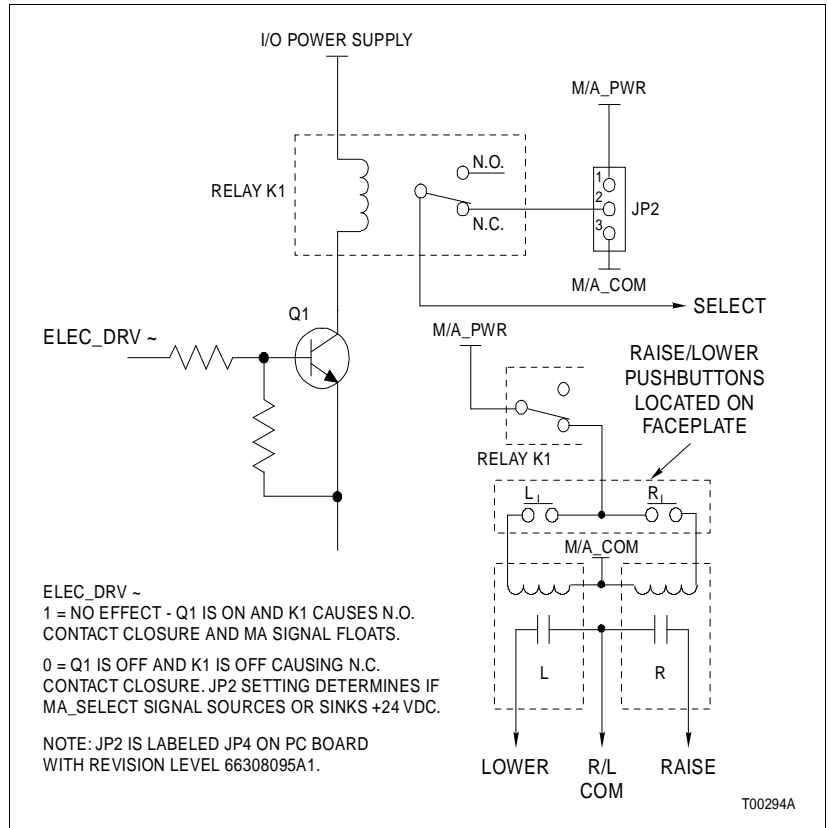 I/O POWER SUPPLY
M/A_PWR
N.O.
RELAY K1
1
2
JP2
N.C.
3
M/A_COM
SELECT
Q1
M/A_PWR
ELEC_DRV ~
RAISE/LOWER
PUSHBUTTONS
LOCATED ON
FACEPLATE
RELAY K1
L
R
M/A_COM
L
R
ELEC_DRV ~
1 = NO EFFECT - Q1 IS ON AND K1 CAUSES N.O.
CONTACT CLOSURE AND MA SIGNAL FLOATS.
0 = Q1 IS OFF AND K1 IS OFF CAUSING N.C.
CONTACT CLOSURE. JP2 SETTING DETERMINES IF
MA_SELECT SIGNAL SOURCES OR SINKS +24 VDC.
NOTE: JP2 IS LABELED JP4 ON PC BOARD
WITH REVISION LEVEL 66308095A1.
LOWER
R/L
COM
RAISE
T00294A